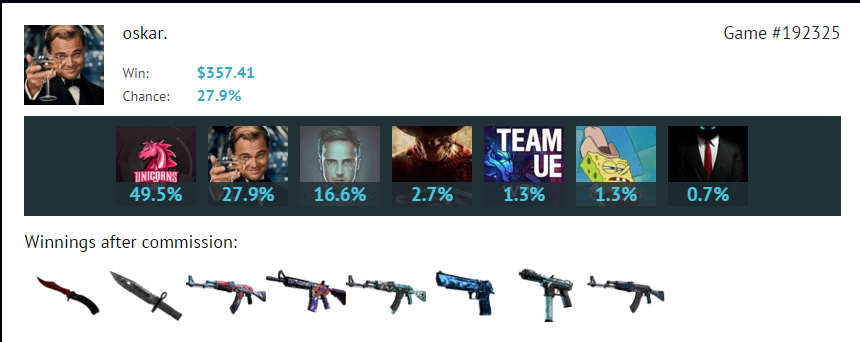 oskar.
Game #192325
Win: $357.41
Chance: 27.9%
UNICORNS
TEAM
UE
49.5% 27.9% 16.6% 2.7% 1.3% 1.3% 0.7%
Winnings after commission: